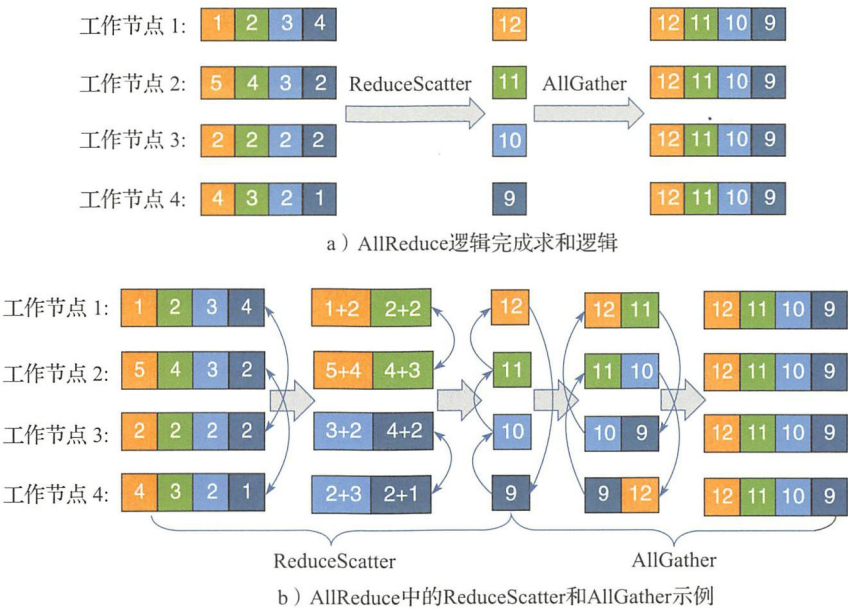 工作节点 1: 1 2 3 4 12 12 11 10 9
工作节点 2: 5 4 3 2 ReduceScatter 11 AllGather 12 11 10 9
工作节点 3: 2 2 2 2 10 12 11 10 9
工作节点 4: 4 3 2 1 9 12 11 10 9
a）AllReduce逻辑完成求和逻辑
工作节点 1: 1 2 3 4 1+2 2+2 12 12 11 12 11 10 9
工作节点 2: 5 4 3 2 5+4 4+3 11 11 10 12 11 10 9
工作节点 3: 2 2 2 2 3+2 4+2 10 10 9 12 11 10 9
工作节点 4: 4 3 2 1 2+3 2+1 9 9 12 12 11 10 9
ReduceScatter AllGather
b）AllReduce中的ReduceScatter和AllGather示例